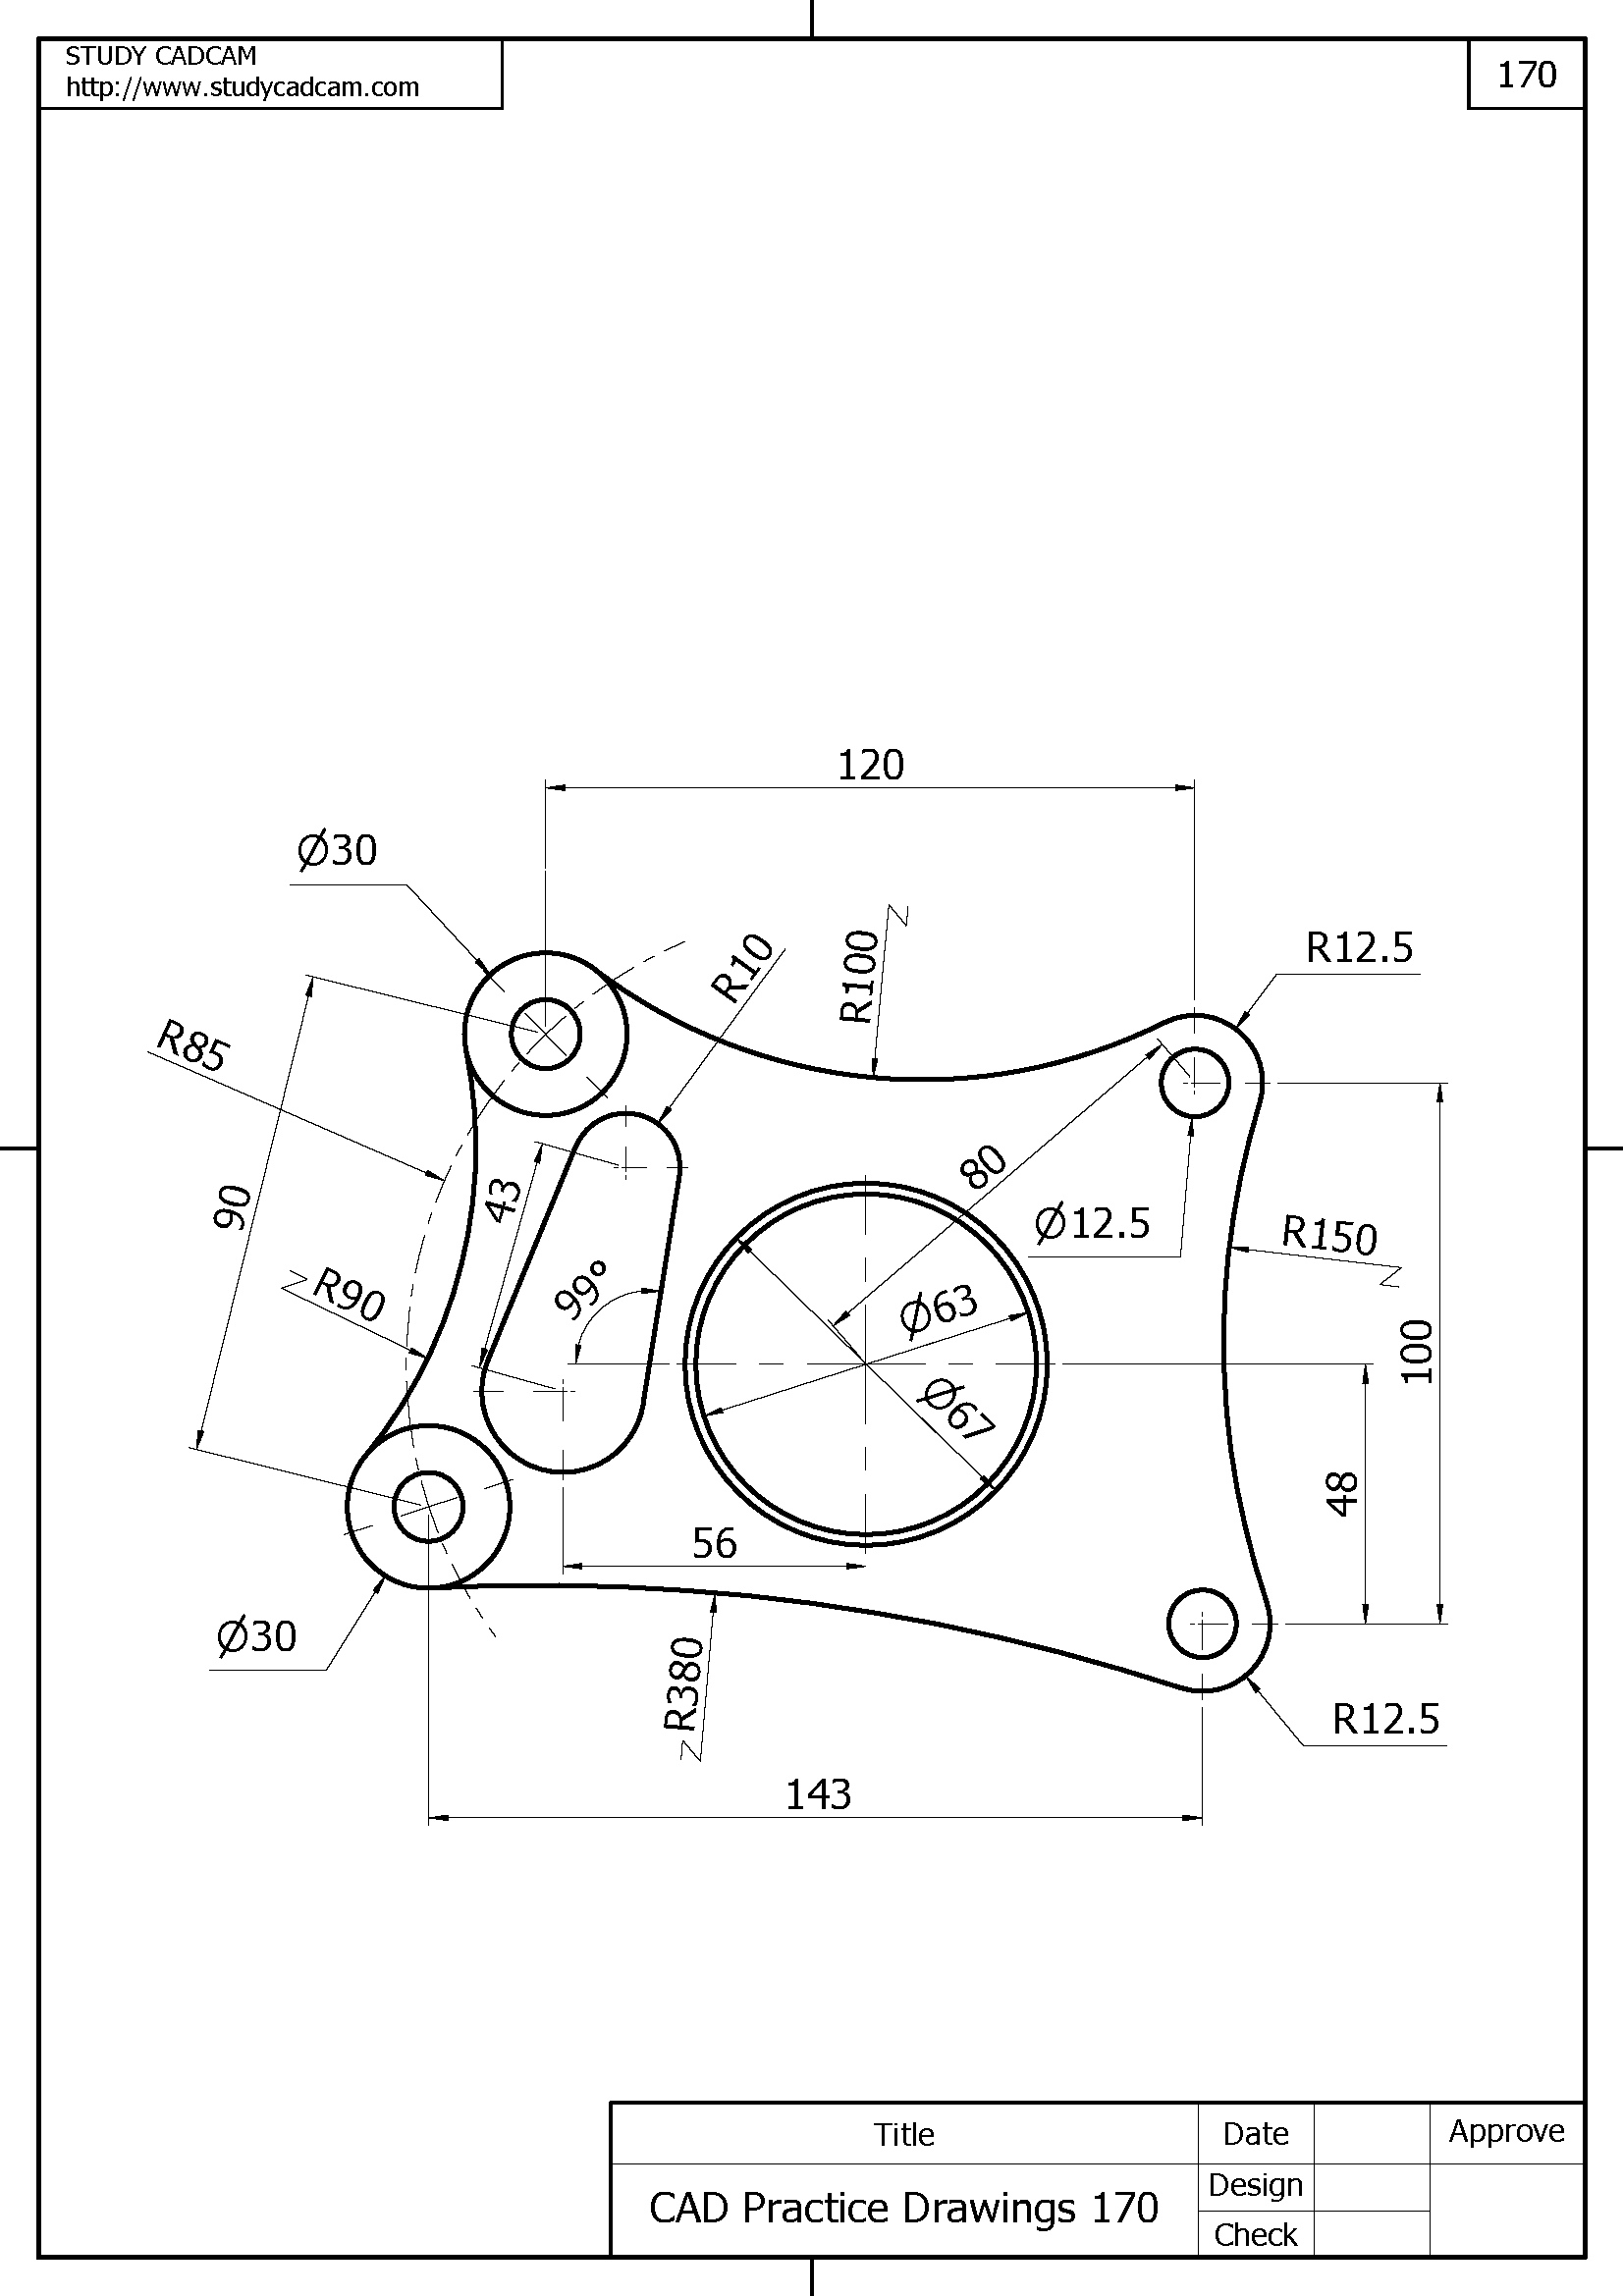 STUDY CADCAM
http://www.studycadcam.com
170
120
Ø30
R10
R100
R12.5
R85
90
43
80
Ø12.5
R150
R90
99°
Ø63
100
Ø67
48
56
Ø30
R380
R12.5
143
Title
Date
Approve
CAD Practice Drawings 170
Design
Check